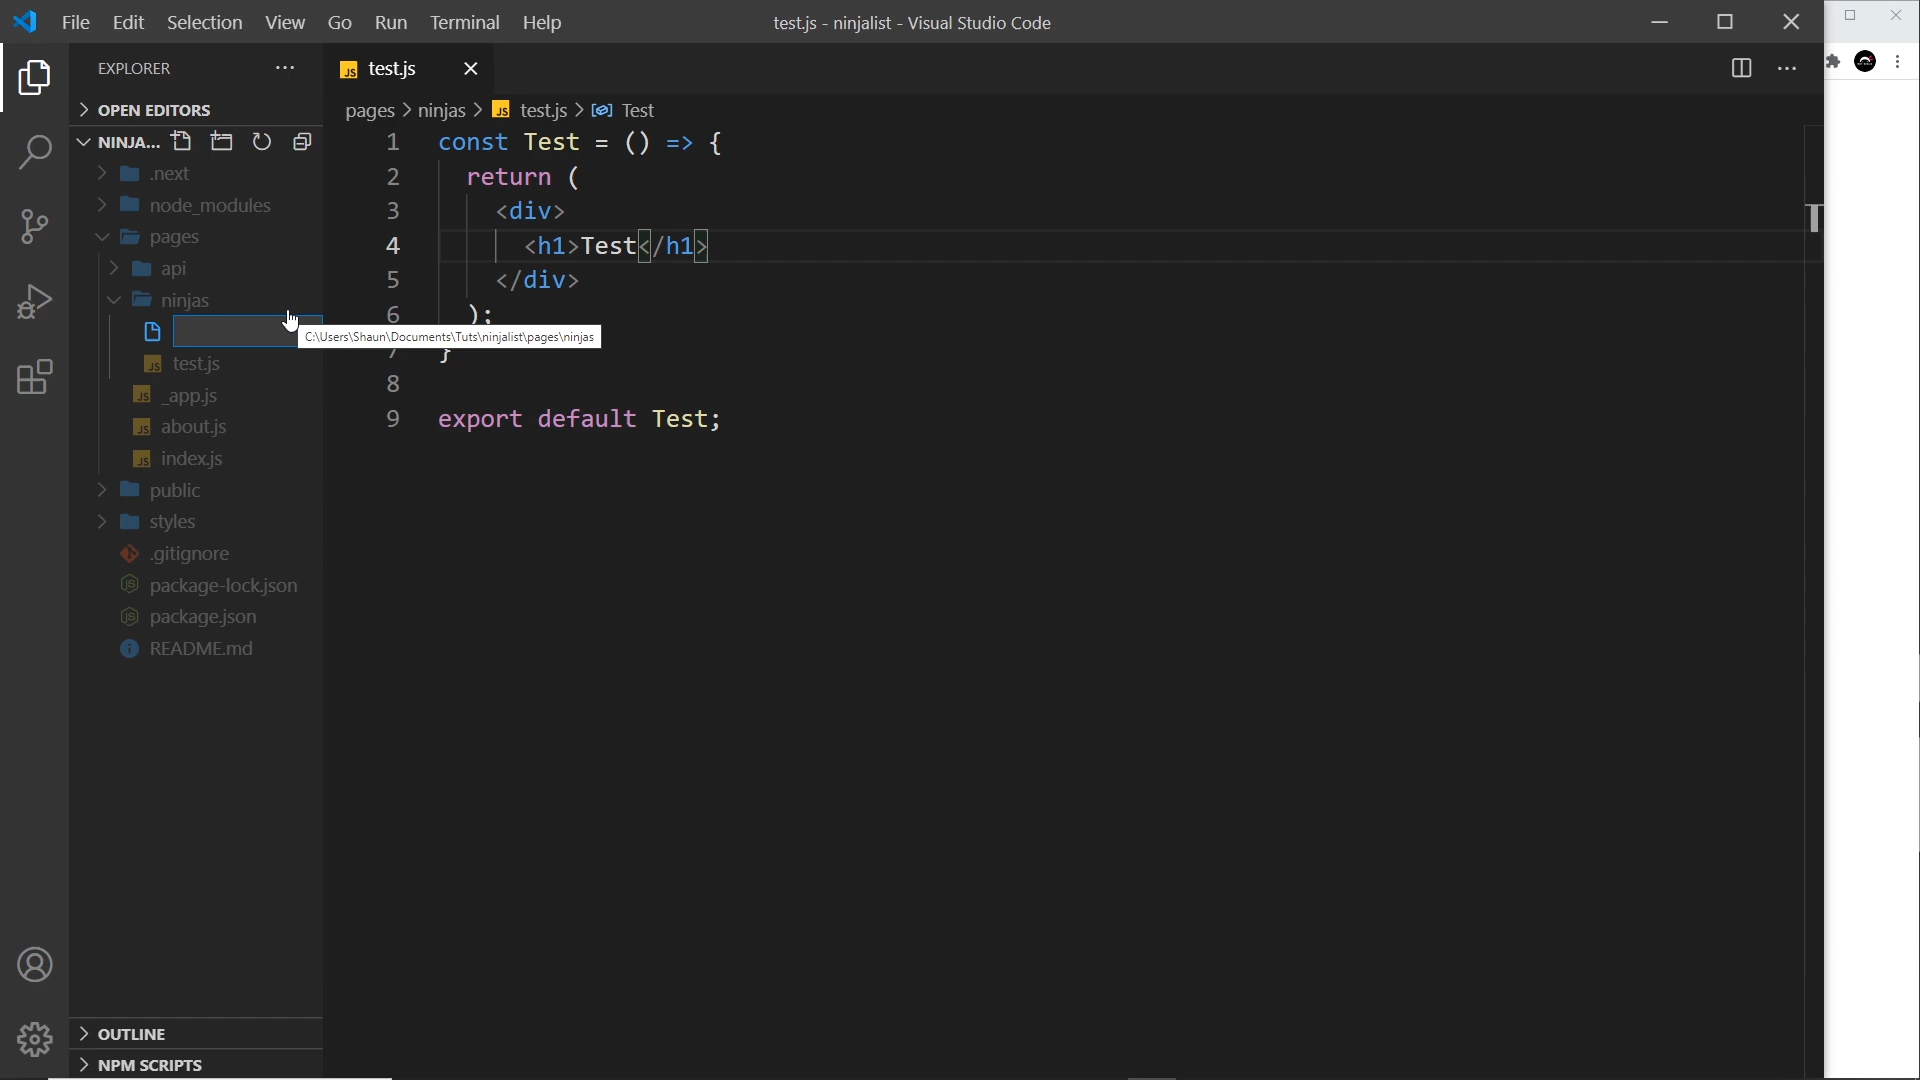 File Edit Selection View Go Run Terminal Help
test.js - ninjalist - Visual Studio Code
EXPLORER
OPEN EDITORS
NINJA...
.next
node_modules
pages
api
ninjas
test.js
_app.js
about.js
index.js
public
styles
.gitignore
package-lock.json
package.json
README.md
OUTLINE
NPM SCRIPTS
JS test.js
pages > ninjas > JS test.js > Test
1 const Test = () => {
2 return (
3 <div>
4 <h1>Test</h1>
5 </div>
6 );
7 }
8
9 export default Test;
C:\Users\Shaun\Documents\Tuts\ninjalist\pages\ninjas